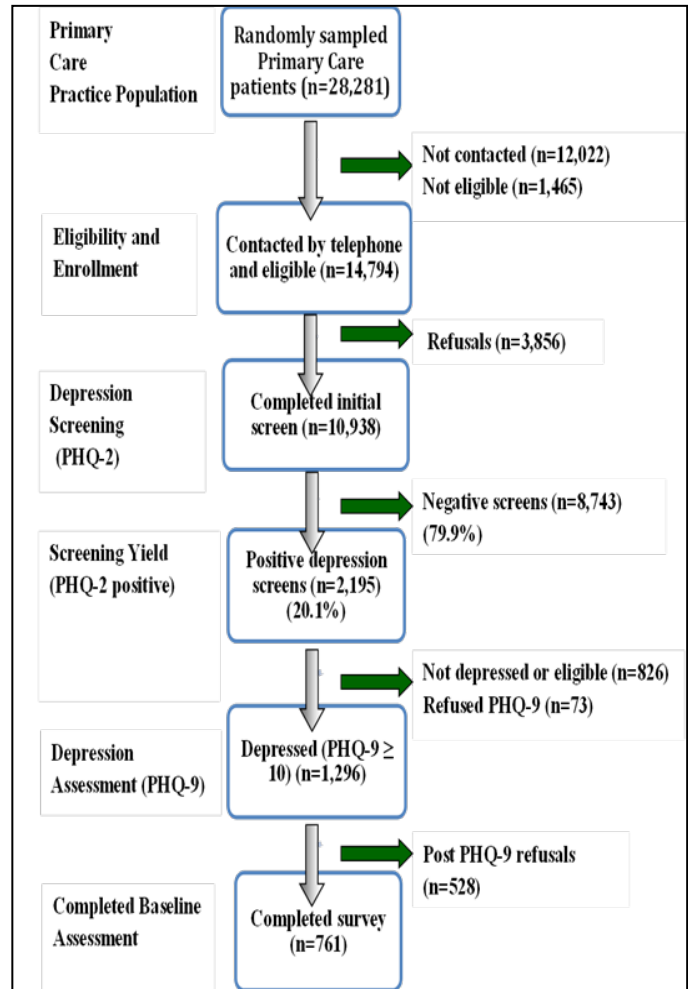 Primary
Care
Practice Population
Randomly sampled
Primary Care
patients (n=28,281)
Not contacted (n=12,022)
Not eligible (n=1,465)
Eligibility and
Enrollment
Contacted by telephone
and eligible (n=14,794)
Refusals (n=3,856)
Depression
Screening
(PHQ-2)
Completed initial
screen (n=10,938)
Negative screens (n=8,743)
(79.9%)
Screening Yield
(PHQ-2 positive)
Positive depression
screens (n=2,195)
(20.1%)
Not depressed or eligible (n=826)
Refused PHQ-9 (n=73)
Depression
Assessment (PHQ-9)
Depressed (PHQ-9 ≥
10) (n=1,296)
Post PHQ-9 refusals
(n=528)
Completed Baseline
Assessment
Completed survey
(n=761)